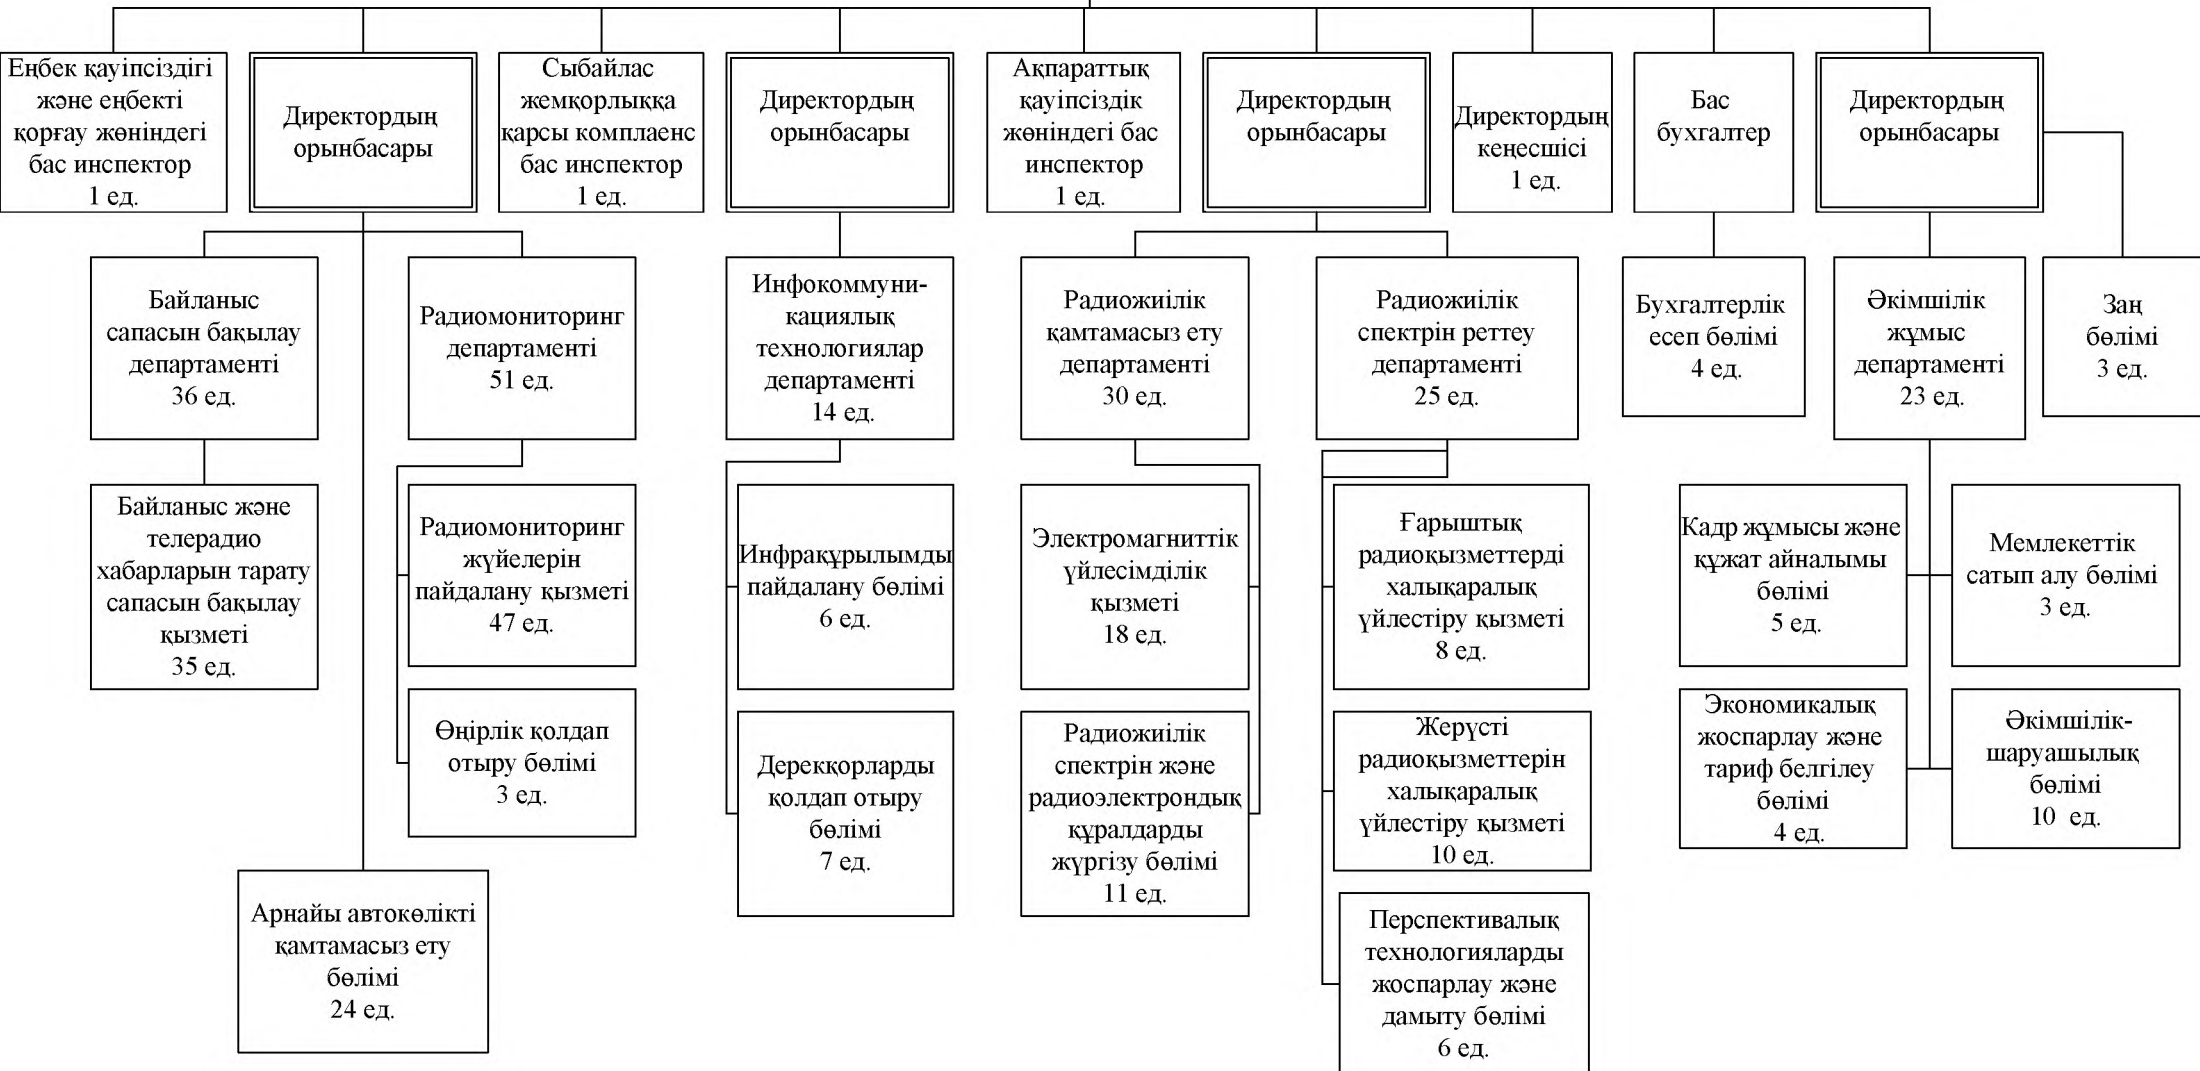 Еңбек қауіпсіздігі
және еңбекті
қорғау жөніндегі
бас инспектор
1 ед.
Директордың
орынбасары
Сыбайлас
жемқорлыққа
қарсы комплаенс
бас инспектор
1 ед.
Директордың
орынбасары
Ақпараттық
қауіпсіздік
жөніндегі бас
инспектор
1 ед.
Директордың
орынбасары
Директордың
кеңесшісі
1 ед.
Бас
бухгалтер
Директордың
орынбасары
Байланыс
сапасын бақылау
департаменті
36 ед.
Радиомониторинг
департаменті
51 ед.
Инфокоммуни-
кациялық
технологиялар
департаменті
14 ед.
Радиожиілік
қамтамасыз ету
департаменті
30 ед.
Радиожиілік
спектрін реттеу
департаменті
25 ед.
Бухгалтерлік
есеп бөлімі
4 ед.
Әкімшілік
жұмыс
департаменті
23 ед.
Заң
бөлімі
3 ед.
Байланыс және
телерадио
хабарларын тарату
сапасын бақылау
қызметі
35 ед.
Радиомониторинг
жүйелерін
пайдалану қызметі
47 ед.
Инфрақұрылымды
пайдалану бөлімі
6 ед.
Электромагниттік
үйлесімділік
қызметі
18 ед.
Ғарыштық
радиоқызметтерді
халықаралық
үйлестіру қызметі
8 ед.
Кадр жұмысы және
құжат айналымы
бөлімі
5 ед.
Мемлекеттік
сатып алу бөлімі
3 ед.
Өңірлік қолдап
отыру бөлімі
3 ед.
Дерекқорларды
қолдап отыру
бөлімі
7 ед.
Радиожиілік
спектрін және
радиоэлектрондық
құралдарды
жүргізу бөлімі
11 ед.
Жерүсті
радиоқызметтерін
халықаралық
үйлестіру қызметі
10 ед.
Экономикалық
жоспарлау және
тариф белгілеу
бөлімі
4 ед.
Әкімшілік-
шаруашылық
бөлімі
10 ед.
Арнайы автокөлікті
қамтамасыз ету
бөлімі
24 ед.
Перспективалық
технологияларды
жоспарлау және
дамыту бөлімі
6 ед.